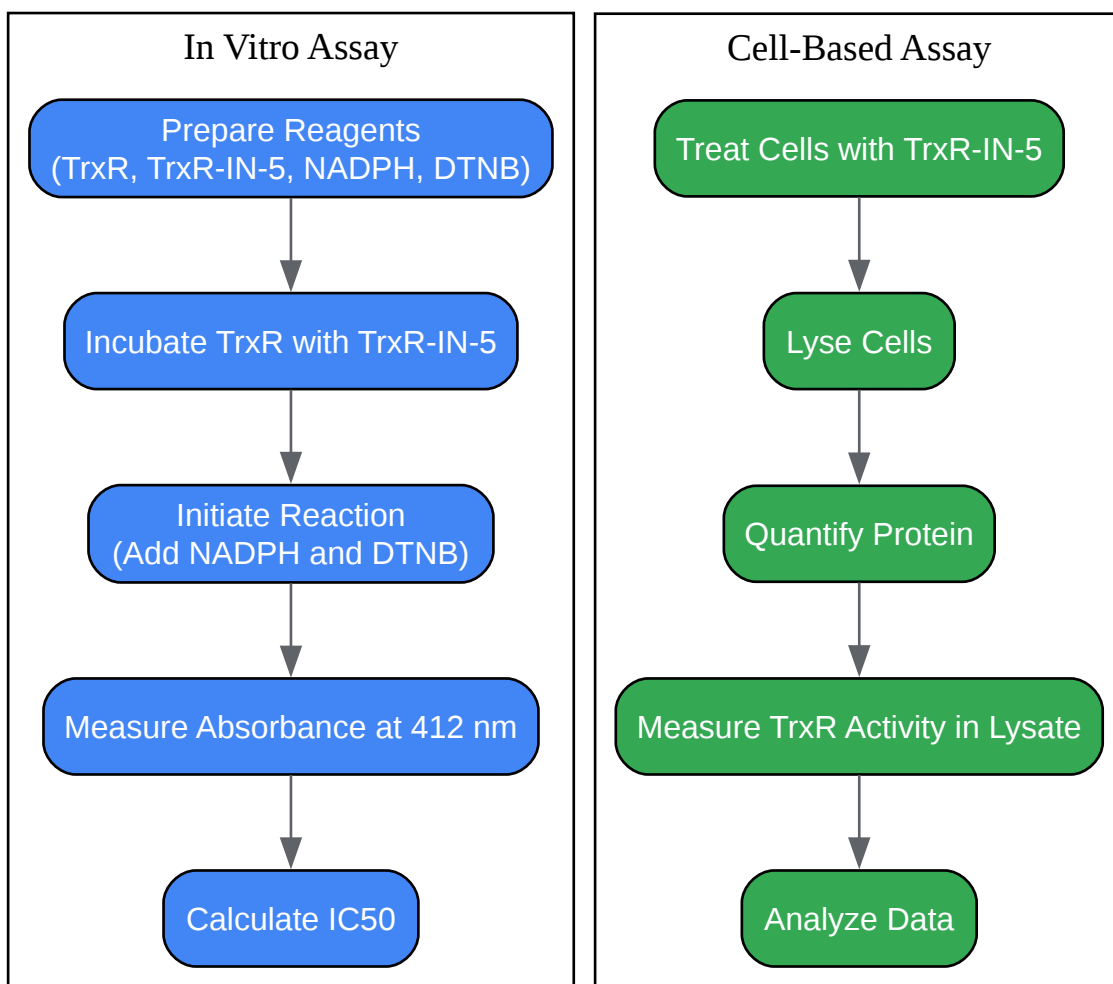 In Vitro Assay
Prepare Reagents
(TrxR, TrxR-IN-5, NADPH, DTNB)
Incubate TrxR with TrxR-IN-5
Initiate Reaction
(Add NADPH and DTNB)
Measure Absorbance at 412 nm
Calculate IC50
Cell-Based Assay
Treat Cells with TrxR-IN-5
Lyse Cells
Quantify Protein
Measure TrxR Activity in Lysate
Analyze Data